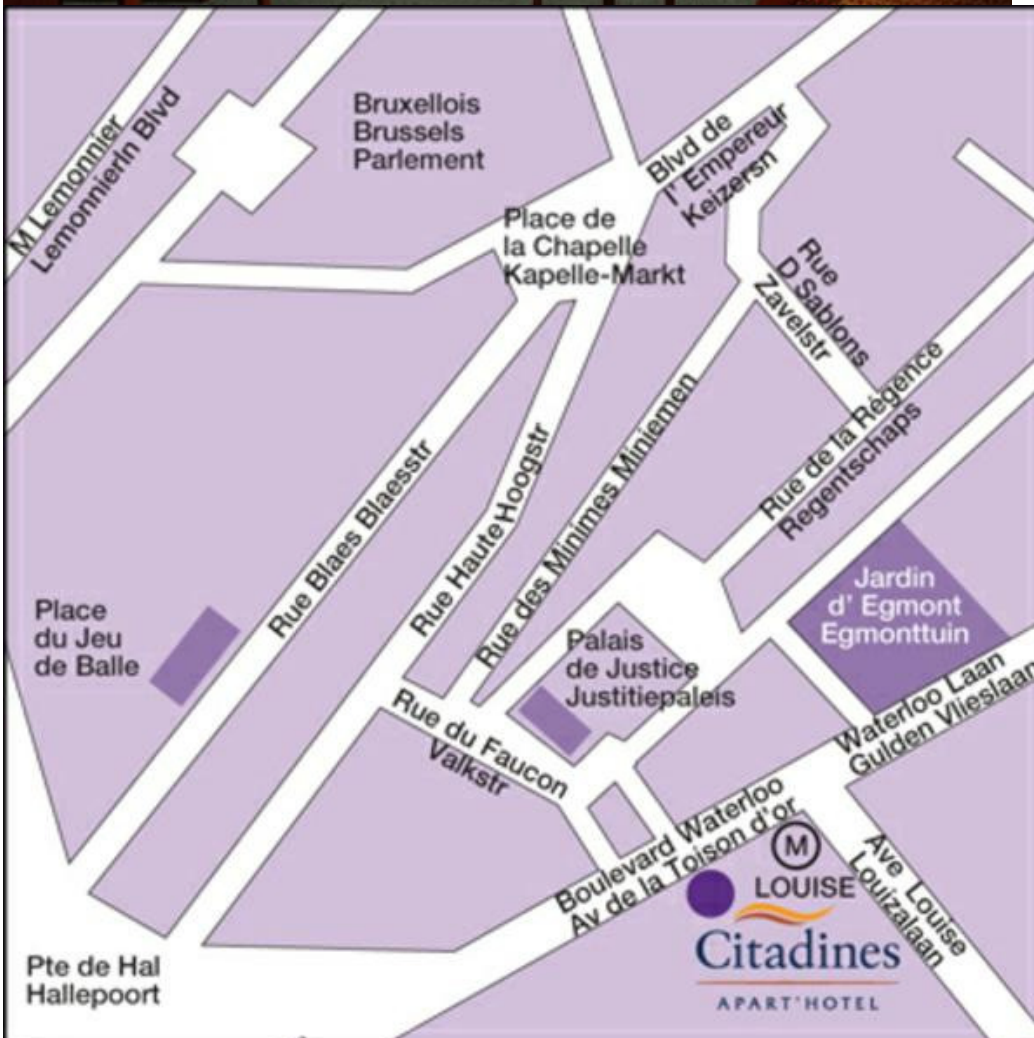 M Lemonnier
Lemonnierln Blvd
Bruxellois
Brussels
Parlement
Blvd de
l' Empereur
Keizersn
Place de
la Chapelle
Kapelle-Markt
Rue
D Sablons
Zavelstr
Rue de la Régence
Regentschaps
Rue Blaes Blaesstr
Rue Haute Hoogstr
Rue des Minimes Miniemen
Jardin
d' Egmont
Egmonttuin
Place
du Jeu
de Balle
Palais
de Justice
Justitiepaleis
Rue du Faucon
Valkstr
Waterloo Laan
Gulden Vlieslaan
Boulevard Waterloo
Av de la Toison d'or
M
LOUISE
Ave Louise
Louizalaan
Citadines
APART'HOTEL
Pte de Hal
Hallepoort